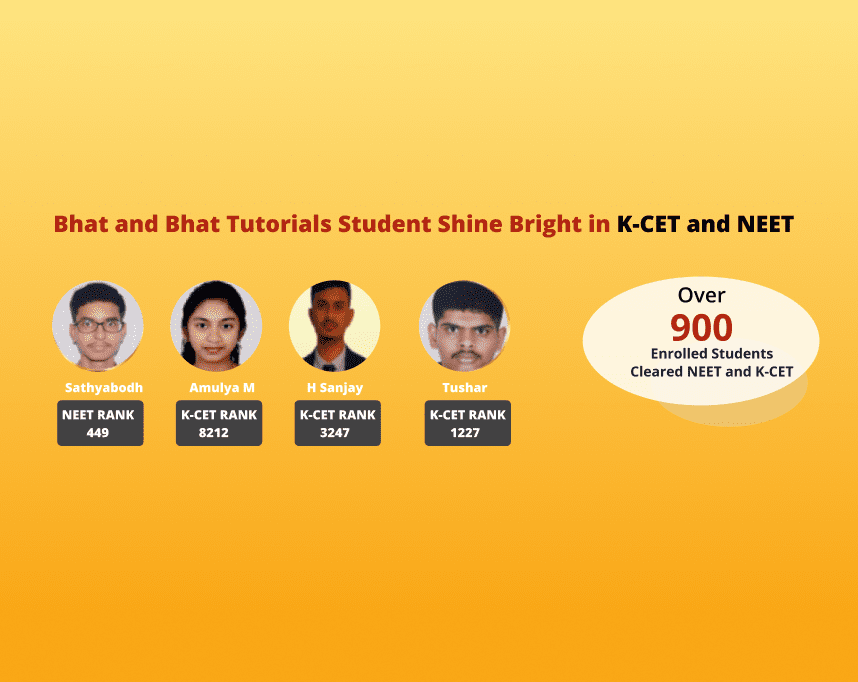 Bhat and Bhat Tutorials Student Shine Bright in K-CET and NEET
Sathyabodh
NEET RANK
449
Amulya M
K-CET RANK
8212
H Sanjay
K-CET RANK
3247
Tushar
K-CET RANK
1227
Over
900
Enrolled Students
Cleared NEET and K-CET